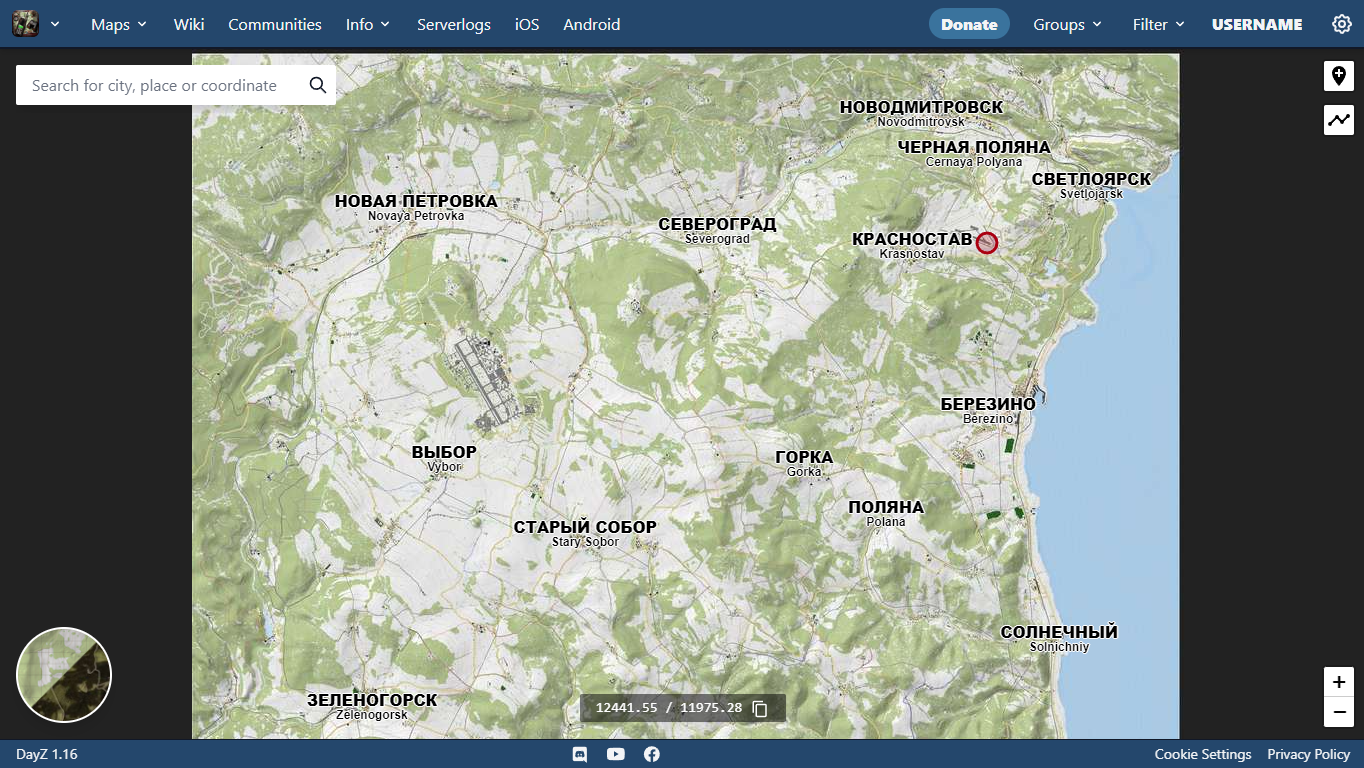 Maps Wiki Communities Info Serverlogs iOS Android Donate Groups Filter USERNAME
Search for city, place or coordinate
НОВОДМИТРОВСК
Novodmitrovsk
ЧЕРНАЯ ПОЛЯНА
Cernaya Polyana
СВЕТЛОЯРСК
Svetlojarsk
НОВАЯ ПЕТРОВКА
Novaya Petrovka
СЕВЕРОГРАД
Severograd
КРАСНОСТАВ
Krasnostav
БЕРЕЗИНО
Berezino
ВЫБОР
Vybor
ГОРКА
Gorka
ПОЛЯНА
Polana
СТАРЫЙ СОБОР
Stary Sobor
СОЛНЕЧНЫЙ
Solnichniy
ЗЕЛЕНОГОРСК
Zelenogorsk
12441.55 / 11975.28
+
−
DayZ 1.16 Cookie Settings Privacy Policy